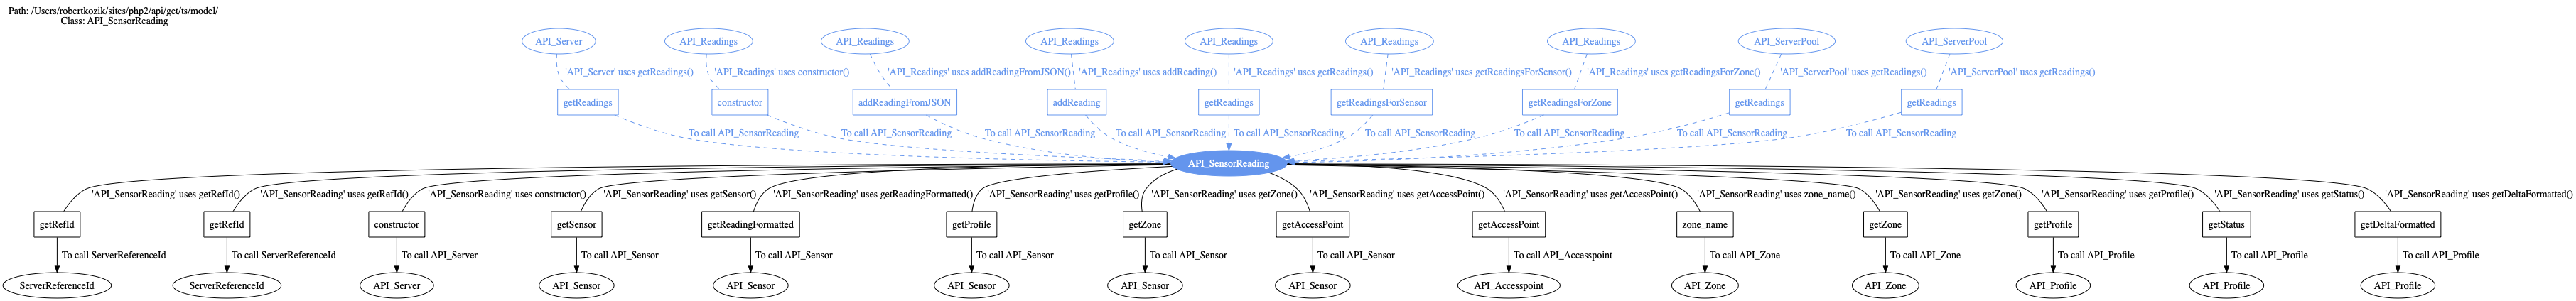 Path: /Users/robertkozik/sites/php2/api/get/ts/model/
Class: API_SensorReading
API_Server
API_Readings
API_Readings
API_Readings
API_Readings
API_Readings
API_Readings
API_ServerPool
API_ServerPool
'API_Server' uses getReadings()
'API_Readings' uses constructor()
'API_Readings' uses addReadingFromJSON()
'API_Readings' uses addReading()
'API_Readings' uses getReadings()
'API_Readings' uses getReadingsForSensor()
'API_Readings' uses getReadingsForZone()
'API_ServerPool' uses getReadings()
'API_ServerPool' uses getReadings()
getReadings
constructor
addReadingFromJSON
addReading
getReadings
getReadingsForSensor
getReadingsForZone
getReadings
getReadings
To call API_SensorReading
To call API_SensorReading
To call API_SensorReading
To call API_SensorReading
To call API_SensorReading
To call API_SensorReading
To call API_SensorReading
To call API_SensorReading
To call API_SensorReading
API_SensorReading
'API_SensorReading' uses getRefId()
'API_SensorReading' uses getRefId()
'API_SensorReading' uses constructor()
'API_SensorReading' uses getSensor()
'API_SensorReading' uses getReadingFormatted()
'API_SensorReading' uses getProfile()
'API_SensorReading' uses getZone()
'API_SensorReading' uses getAccessPoint()
'API_SensorReading' uses getAccessPoint()
'API_SensorReading' uses zone_name()
'API_SensorReading' uses getZone()
'API_SensorReading' uses getProfile()
'API_SensorReading' uses getStatus()
'API_SensorReading' uses getDeltaFormatted()
getRefId
getRefId
constructor
getSensor
getReadingFormatted
getProfile
getZone
getAccessPoint
getAccessPoint
zone_name
getZone
getProfile
getStatus
getDeltaFormatted
To call ServerReferenceId
To call ServerReferenceId
To call API_Server
To call API_Sensor
To call API_Sensor
To call API_Sensor
To call API_Sensor
To call API_Sensor
To call API_Accesspoint
To call API_Zone
To call API_Zone
To call API_Profile
To call API_Profile
To call API_Profile
ServerReferenceId
ServerReferenceId
API_Server
API_Sensor
API_Sensor
API_Sensor
API_Sensor
API_Sensor
API_Accesspoint
API_Zone
API_Zone
API_Profile
API_Profile
API_Profile